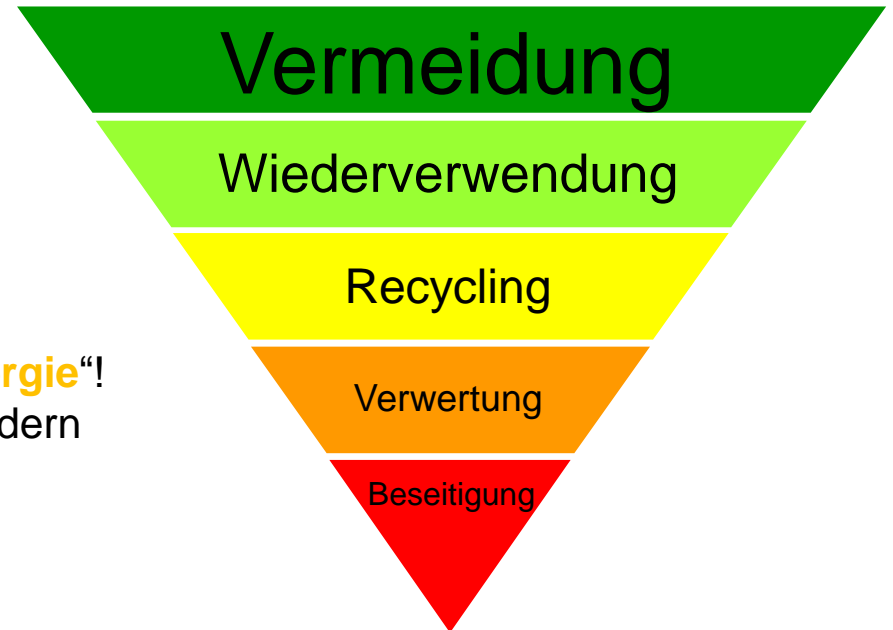 Vermeidung
Wiederverwendung
Recycling
rgie“!
Verwertung
dern
Beseitigung